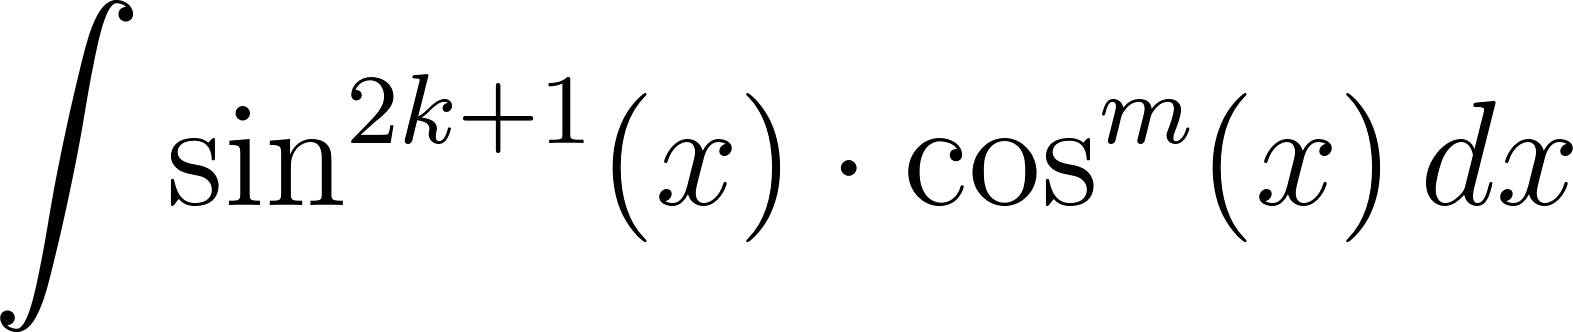 ∫ sin^{2k+1}(x) · cos^m(x) dx